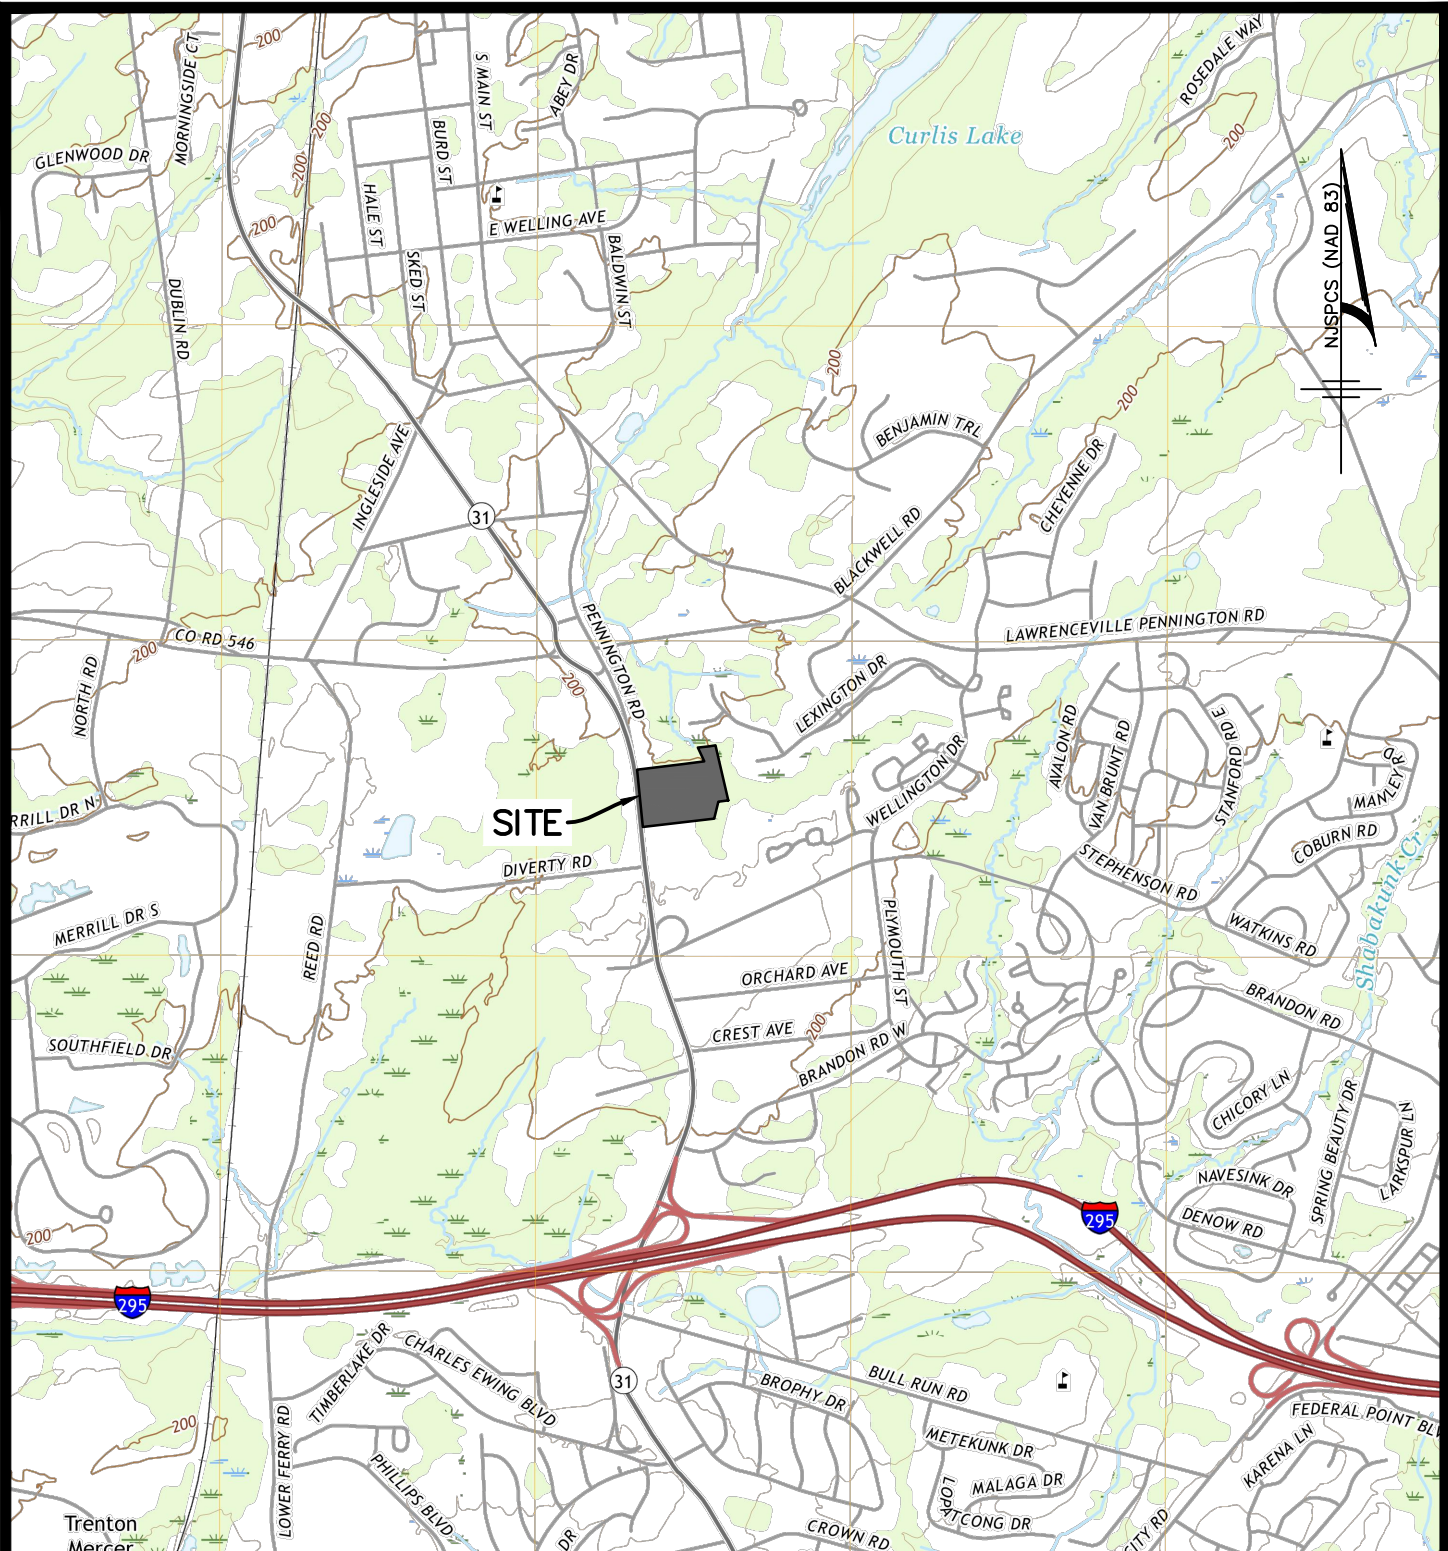 200
MORNINGSIDE CT
S MAIN ST
ABEY DR
ROSEDALE WAY
200
200
Curlis Lake
200
GLENWOOD DR
BURD ST
200
HALE ST
E WELLING AVE
200
NJSPCS (NAD 83)
DUBLIN RD
SKED ST
BALDWIN ST
200
200
BENJAMIN TRL
INGLESIDE AVE
CHEYENNE DR
31
BLACKWELL RD
PENNINGTON RD
LAWRENCEVILLE PENNINGTON RD
CO RD 546
200
NORTH RD
200
LEXINGTON DR
AVALON RD
VAN BRUNT RD
STANFORD RD E
WELLINGTON DR
MANLEY RD
RRILL DR N
SITE
COBURN RD
DIVERTY RD
STEPHENSON RD
Shabakunk Cr
MERRILL DR S
REED RD
PLYMOUTH ST
WATKINS RD
ORCHARD AVE
BRANDON RD
CREST AVE
200
SOUTHFIELD DR
BRANDON RD W
CHICORY LN
SPRING BEAUTY DR
LARKSPUR LN
NAVESINK DR
200
295
DENOW RD
295
TIMBERLAKE DR
CHARLES EWING BLVD
31
BROPHY DR
BULL RUN RD
FEDERAL POINT BLV
200
LOWER FERRY RD
METEKUNK DR
KARENA LN
PHILLIPS BLVD
MALAGA DR
LOPATCONG DR
Trenton
Mercer
DR
CROWN RD
CITY RD